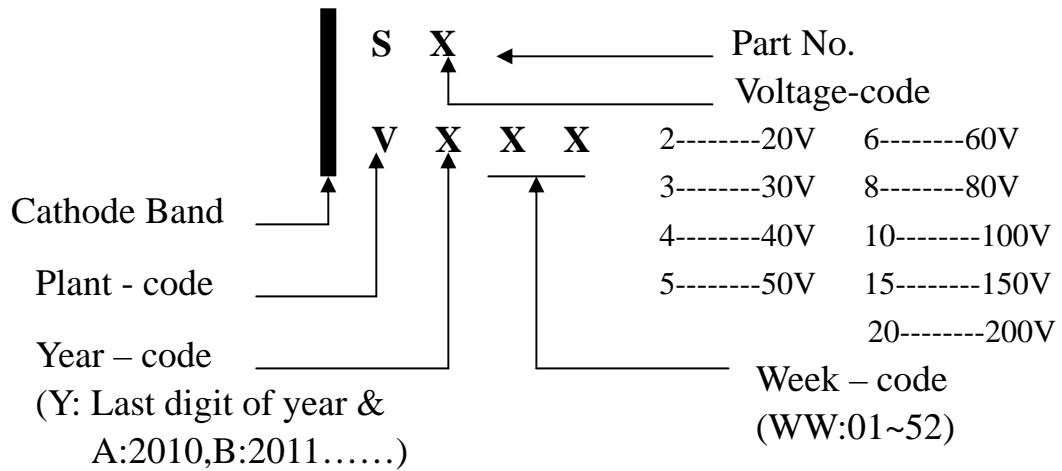 S X Part No.
Voltage-code
V X X X
2--------20V 6--------60V
3--------30V 8--------80V
4--------40V 10--------100V
5--------50V 15--------150V
20--------200V
Cathode Band
Plant - code
Year – code
(Y: Last digit of year &
A:2010,B:2011……)
Week – code
(WW:01~52)